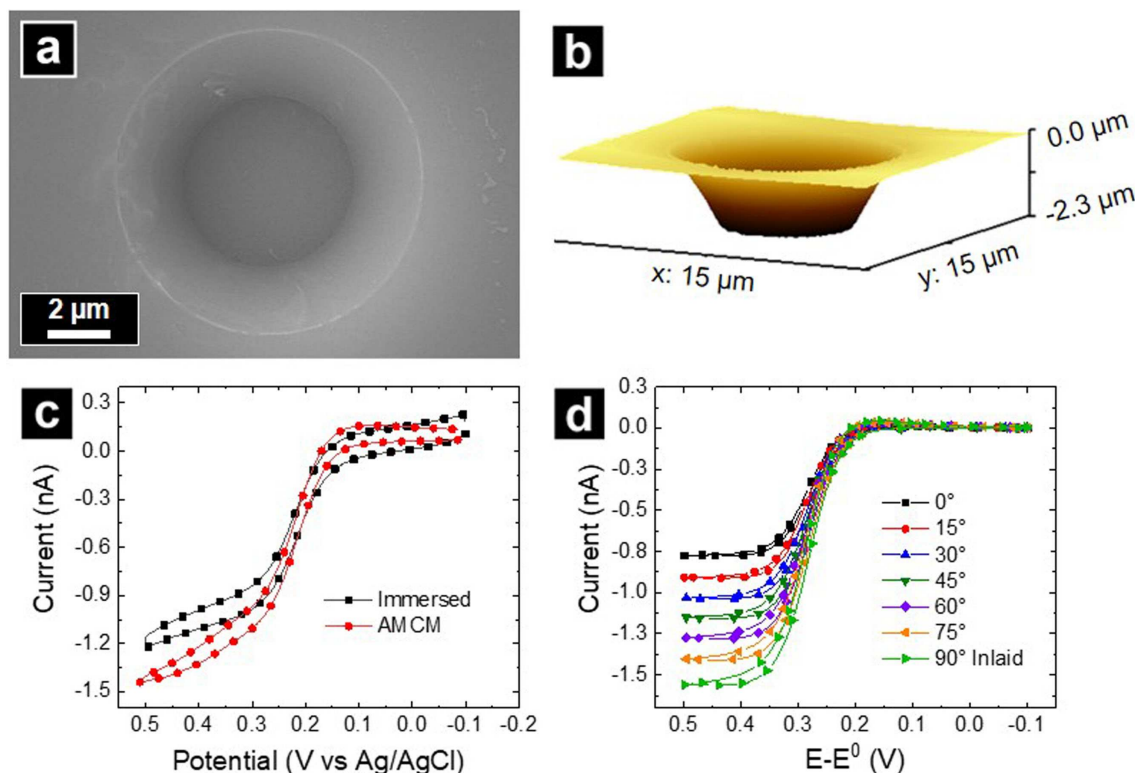 a
2 µm
b
0.0 µm
-2.3 µm
x: 15 µm
y: 15 µm
c
0.3
0.0
-0.3
-0.6
-0.9
-1.2
-1.5
Current (nA)
Immersed
AMCM
0.5 0.4 0.3 0.2 0.1 0.0 -0.1 -0.2
Potential (V vs Ag/AgCl)
d
0.3
0.0
-0.3
-0.5
-0.8
-1.0
-1.3
-1.5
Current (nA)
0°
15°
30°
45°
60°
75°
90° Inlaid
0.5 0.4 0.3 0.2 0.1 0.0 -0.1
E-E⁰ (V)